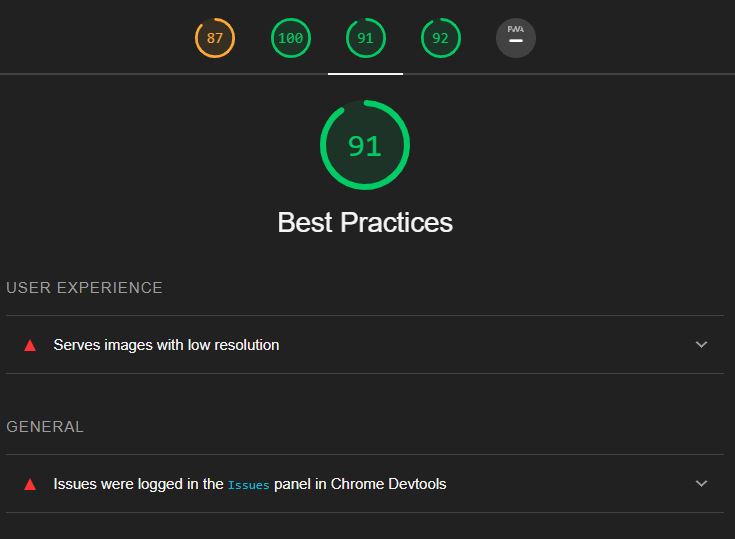 87 100 91 92 PWA
91
Best Practices
USER EXPERIENCE
Serves images with low resolution
GENERAL
Issues were logged in the Issues panel in Chrome Devtools